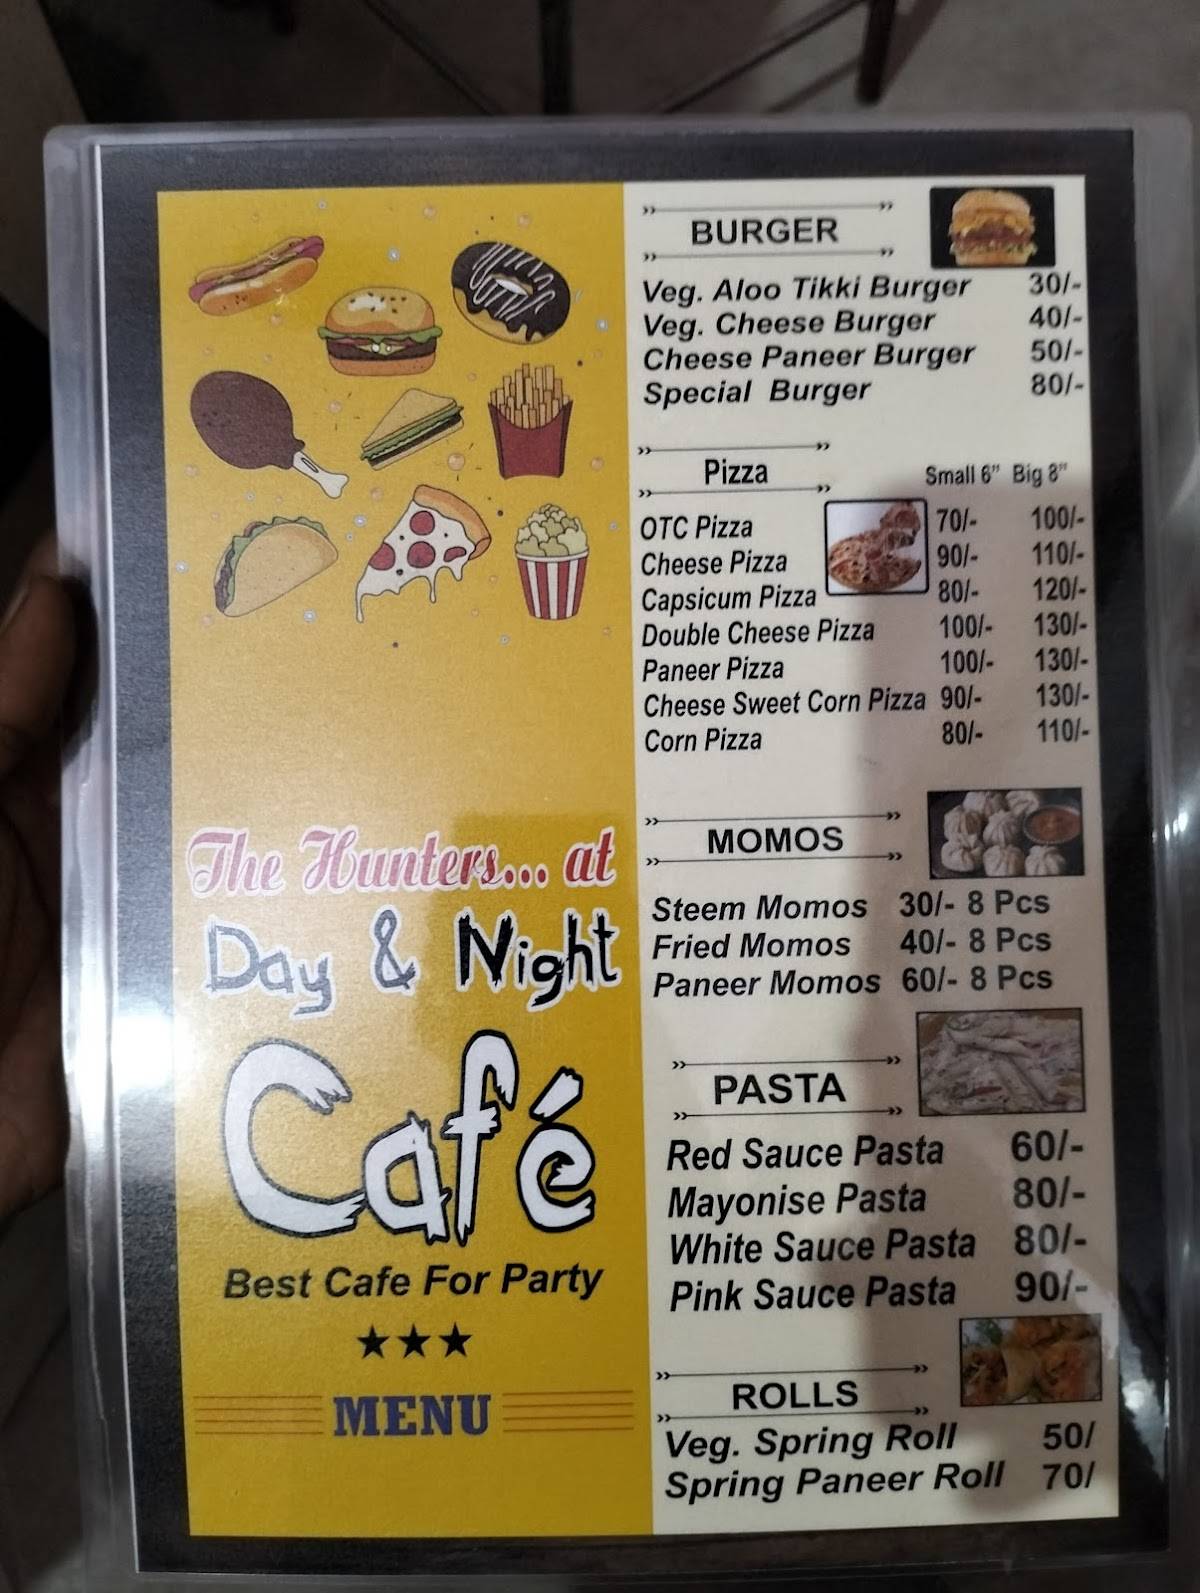 The Hunters... at
Day & Night
Café
Best Cafe For Party
MENU
BURGER
Veg. Aloo Tikki Burger 30/-
Veg. Cheese Burger 40/-
Cheese Paneer Burger 50/-
Special Burger 80/-
Pizza Small 6" Big 8"
OTC Pizza 70/- 100/-
Cheese Pizza 90/- 110/-
Capsicum Pizza 80/- 120/-
Double Cheese Pizza 100/- 130/-
Paneer Pizza 100/- 130/-
Cheese Sweet Corn Pizza 90/- 130/-
Corn Pizza 80/- 110/-
MOMOS
Steem Momos 30/- 8 Pcs
Fried Momos 40/- 8 Pcs
Paneer Momos 60/- 8 Pcs
PASTA
Red Sauce Pasta 60/-
Mayonise Pasta 80/-
White Sauce Pasta 80/-
Pink Sauce Pasta 90/-
ROLLS
Veg. Spring Roll 50/
Spring Paneer Roll 70/